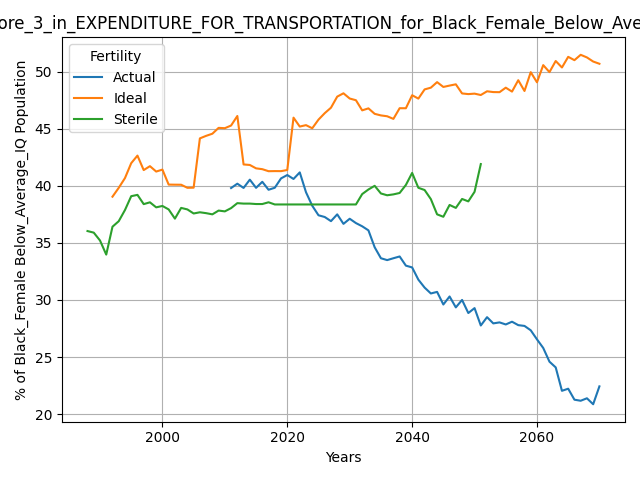 ore_3_in_EXPENDITURE_FOR_TRANSPORTATION_for_Black_Female_Below_Ave
Fertility
Actual
Ideal
Sterile
% of Black_Female Below_Average_IQ Population
50
45
40
35
30
25
20
2000
2020
2040
2060
Years